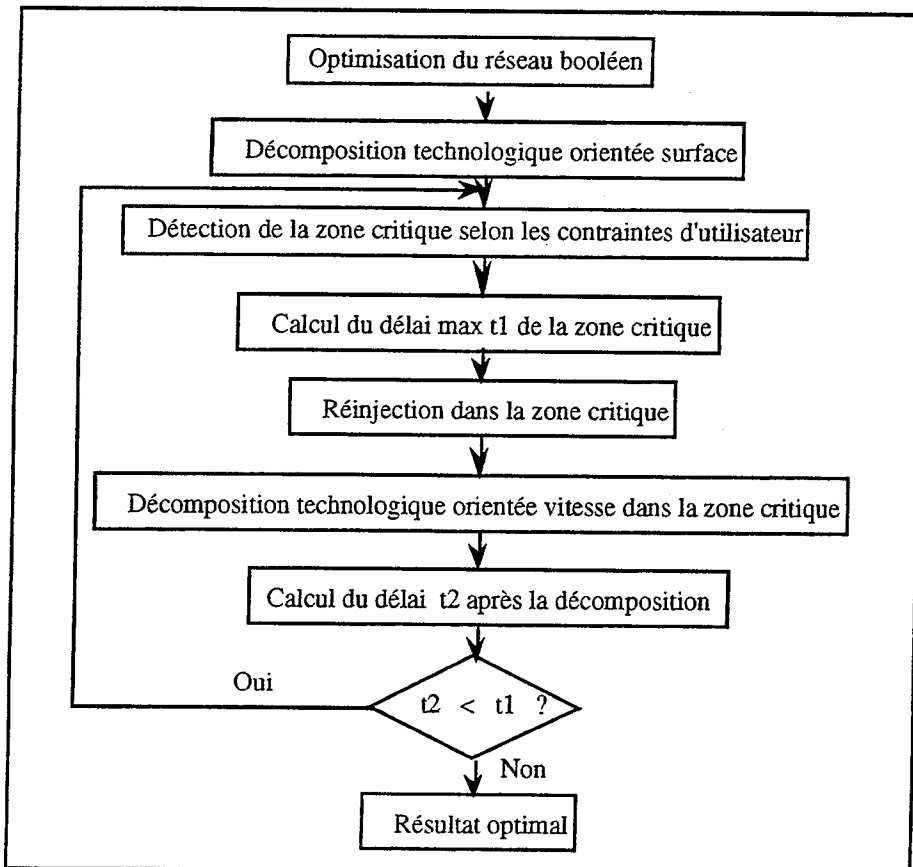 Optimisation du réseau booléen
Décomposition technologique orientée surface
Détection de la zone critique selon les contraintes d'utilisateur
Calcul du délai max t1 de la zone critique
Réinjection dans la zone critique
Décomposition technologique orientée vitesse dans la zone critique
Calcul du délai t2 après la décomposition
Oui
t2 < t1 ?
Non
Résultat optimal